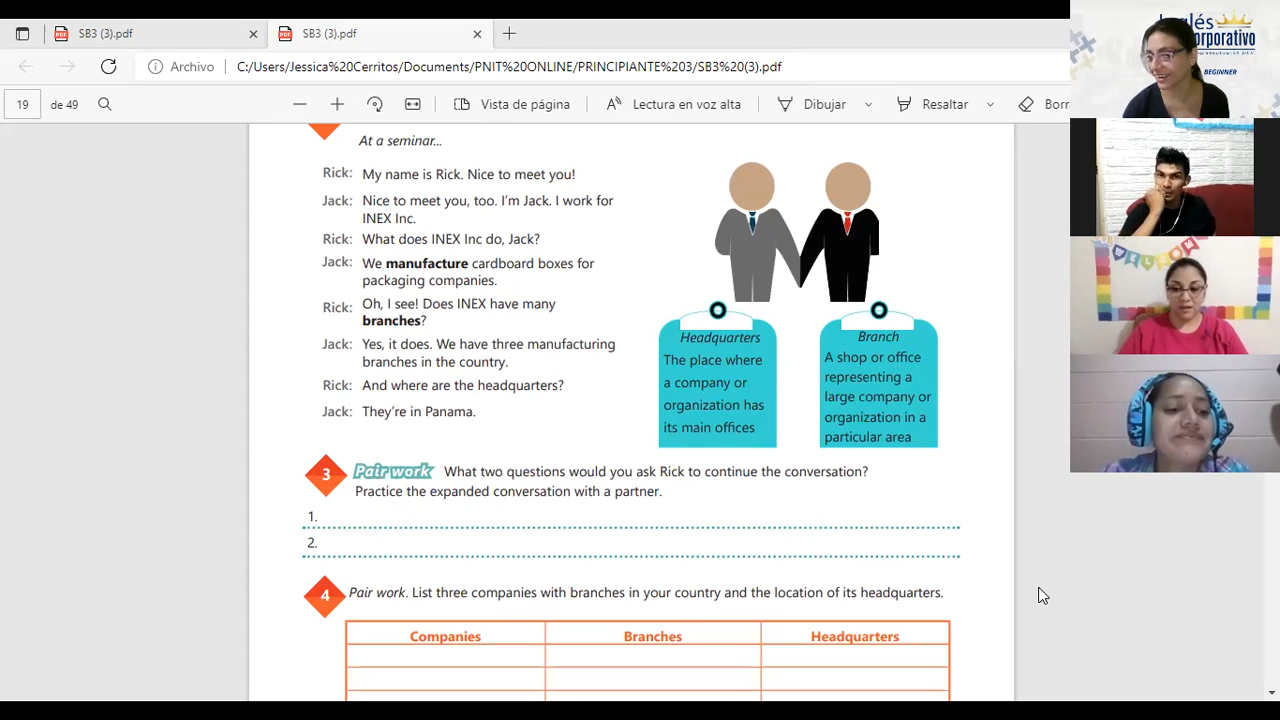 SB3 (3).pdf
SB3 (3).pdf
Archivo
C:/Users/Jessica%20Cerritos/Documents/PNL
NE/PRINCIPIANTE%203/SB3%20(3).pdf
19 de 49
Vista de página
Lectura en voz alta
Dibujar
Resaltar
Borr
At a seminar...
Rick: My name is Rick. Nice to meet you!
Jack: Nice to meet you too. I'm Jack. I work for
INEX Inc.
Rick: What does INEX Inc do, Jack?
Jack: We manufacture cardboard boxes for
packaging companies.
Rick: Oh, I see! Does INEX have many
branches?
Jack: Yes, it does. We have three manufacturing
branches in the country.
Rick: And where are the headquarters?
Jack: They're in Panama.
Headquarters
The place where
a company or
organization has
its main offices
Branch
A shop or office
representing a
large company or
organization in a
particular area
3 Pair work What two questions would you ask Rick to continue the conversation?
Practice the expanded conversation with a partner.
1.
2.
4 Pair work. List three companies with branches in your country and the location of its headquarters.
Companies Branches Headquarters
BEGINNER